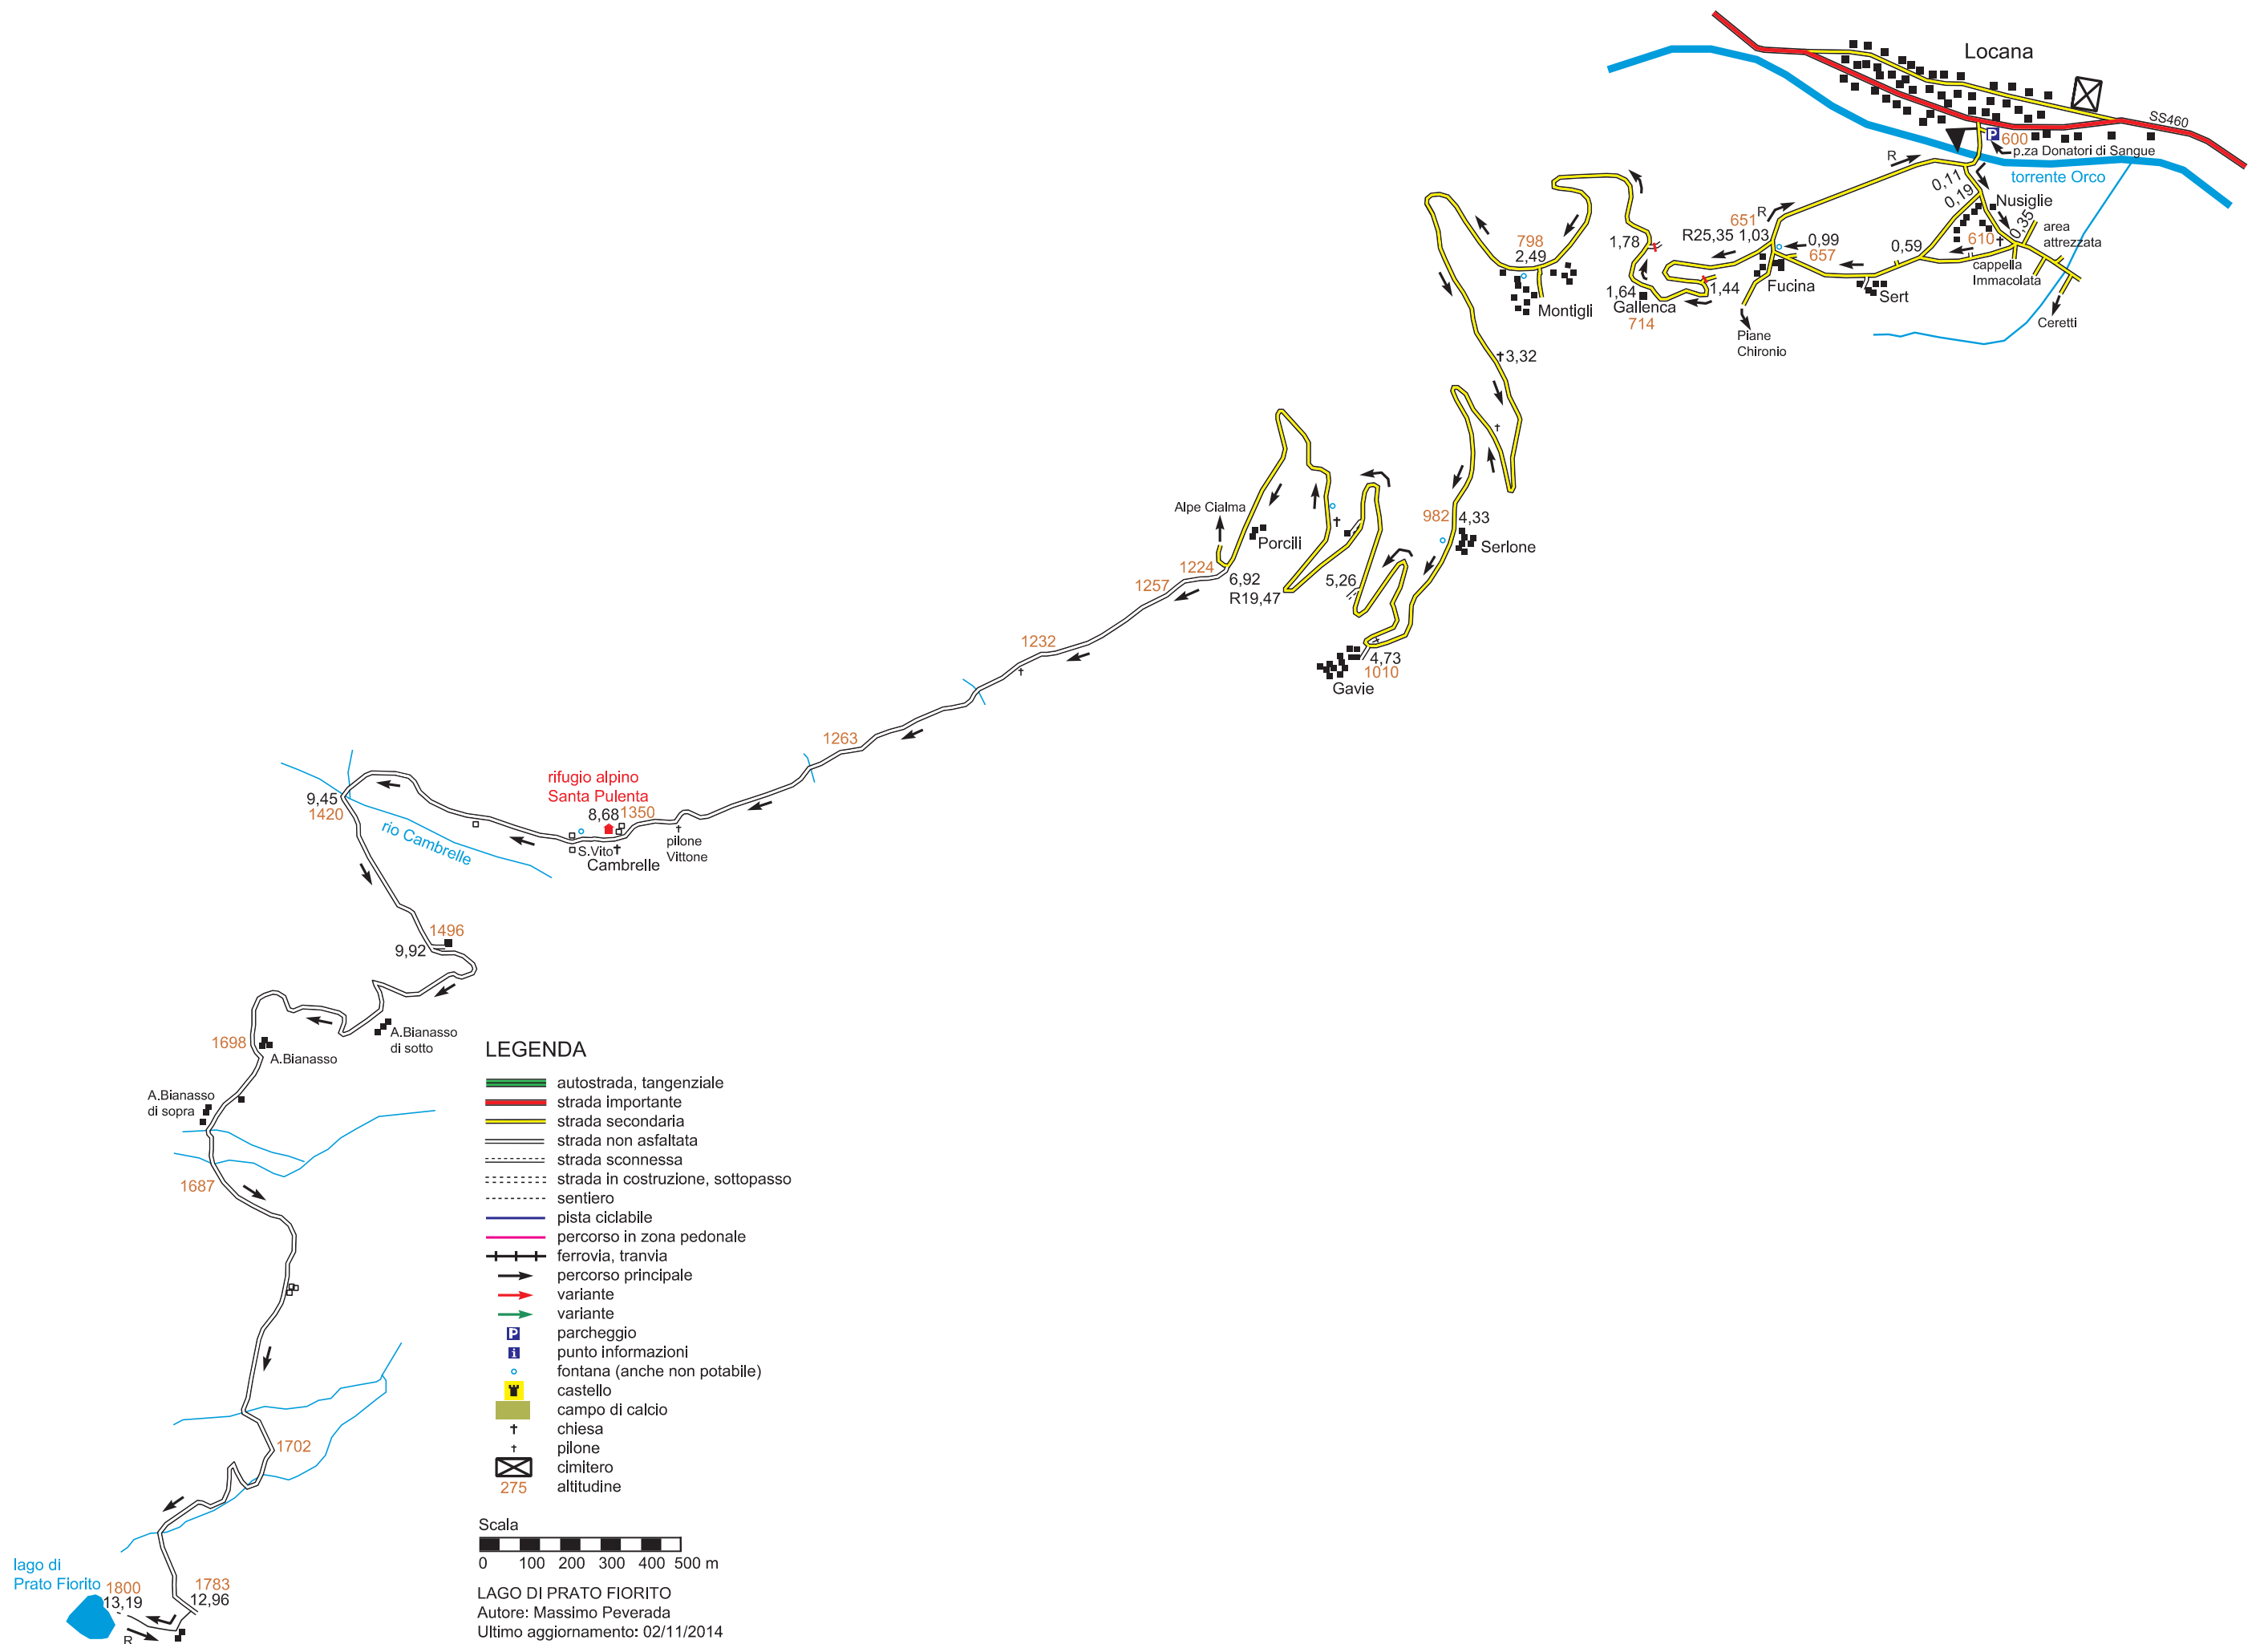 Locana
SS460
P
600
p.za Donatori di Sangue
torrente Orco
R
0,11
0,19
Nusiglie
0,35
area
attrezzata
610
cappella
Immacolata
Ceretti
0,59
Sert
651
R
R25,35 1,03
0,99
657
Fucina
Piane
Chironio
1,44
1,78
1,64
Gallenca
714
798
2,49
Montigli
3,32
982
4,33
Serlone
4,73
1010
Gavie
5,26
Alpe Cialma
Porcili
1224
6,92
R19,47
1257
1232
1263
rifugio alpino
Santa Pulenta
8,68
1350
pilone
Vittone
S.Vito
Cambrelle
9,45
1420
rio Cambrelle
1496
9,92
A.Bianasso
di sotto
1698
A.Bianasso
A.Bianasso
di sopra
1687
1702
lago di
Prato Fiorito
1800
13,19
1783
12,96
R
LEGENDA
autostrada, tangenziale
strada importante
strada secondaria
strada non asfaltata
strada sconnessa
strada in costruzione, sottopasso
sentiero
pista ciclabile
percorso in zona pedonale
ferrovia, tranvia
percorso principale
variante
variante
P parcheggio
i punto informazioni
fontana (anche non potabile)
castello
campo di calcio
chiesa
pilone
cimitero
275 altitudine
Scala
0 100 200 300 400 500 m
LAGO DI PRATO FIORITO
Autore: Massimo Peverada
Ultimo aggiornamento: 02/11/2014